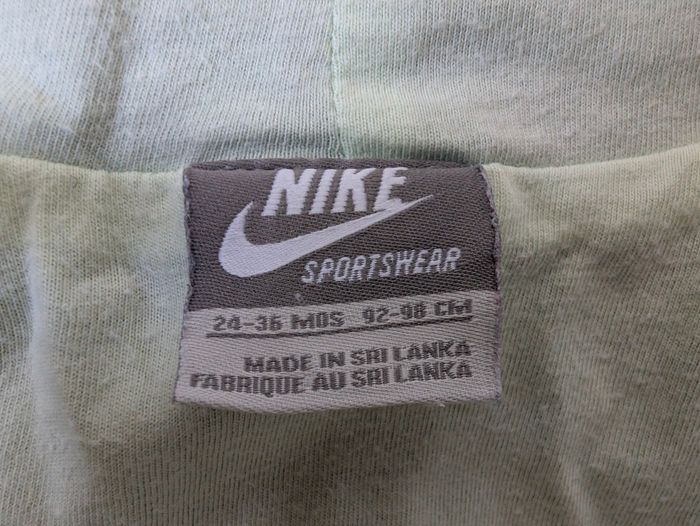 NIKE
SPORTSWEAR
24-36 MOS 92-98 CM
MADE IN SRI LANKA
FABRIQUE AU SRI LANKA